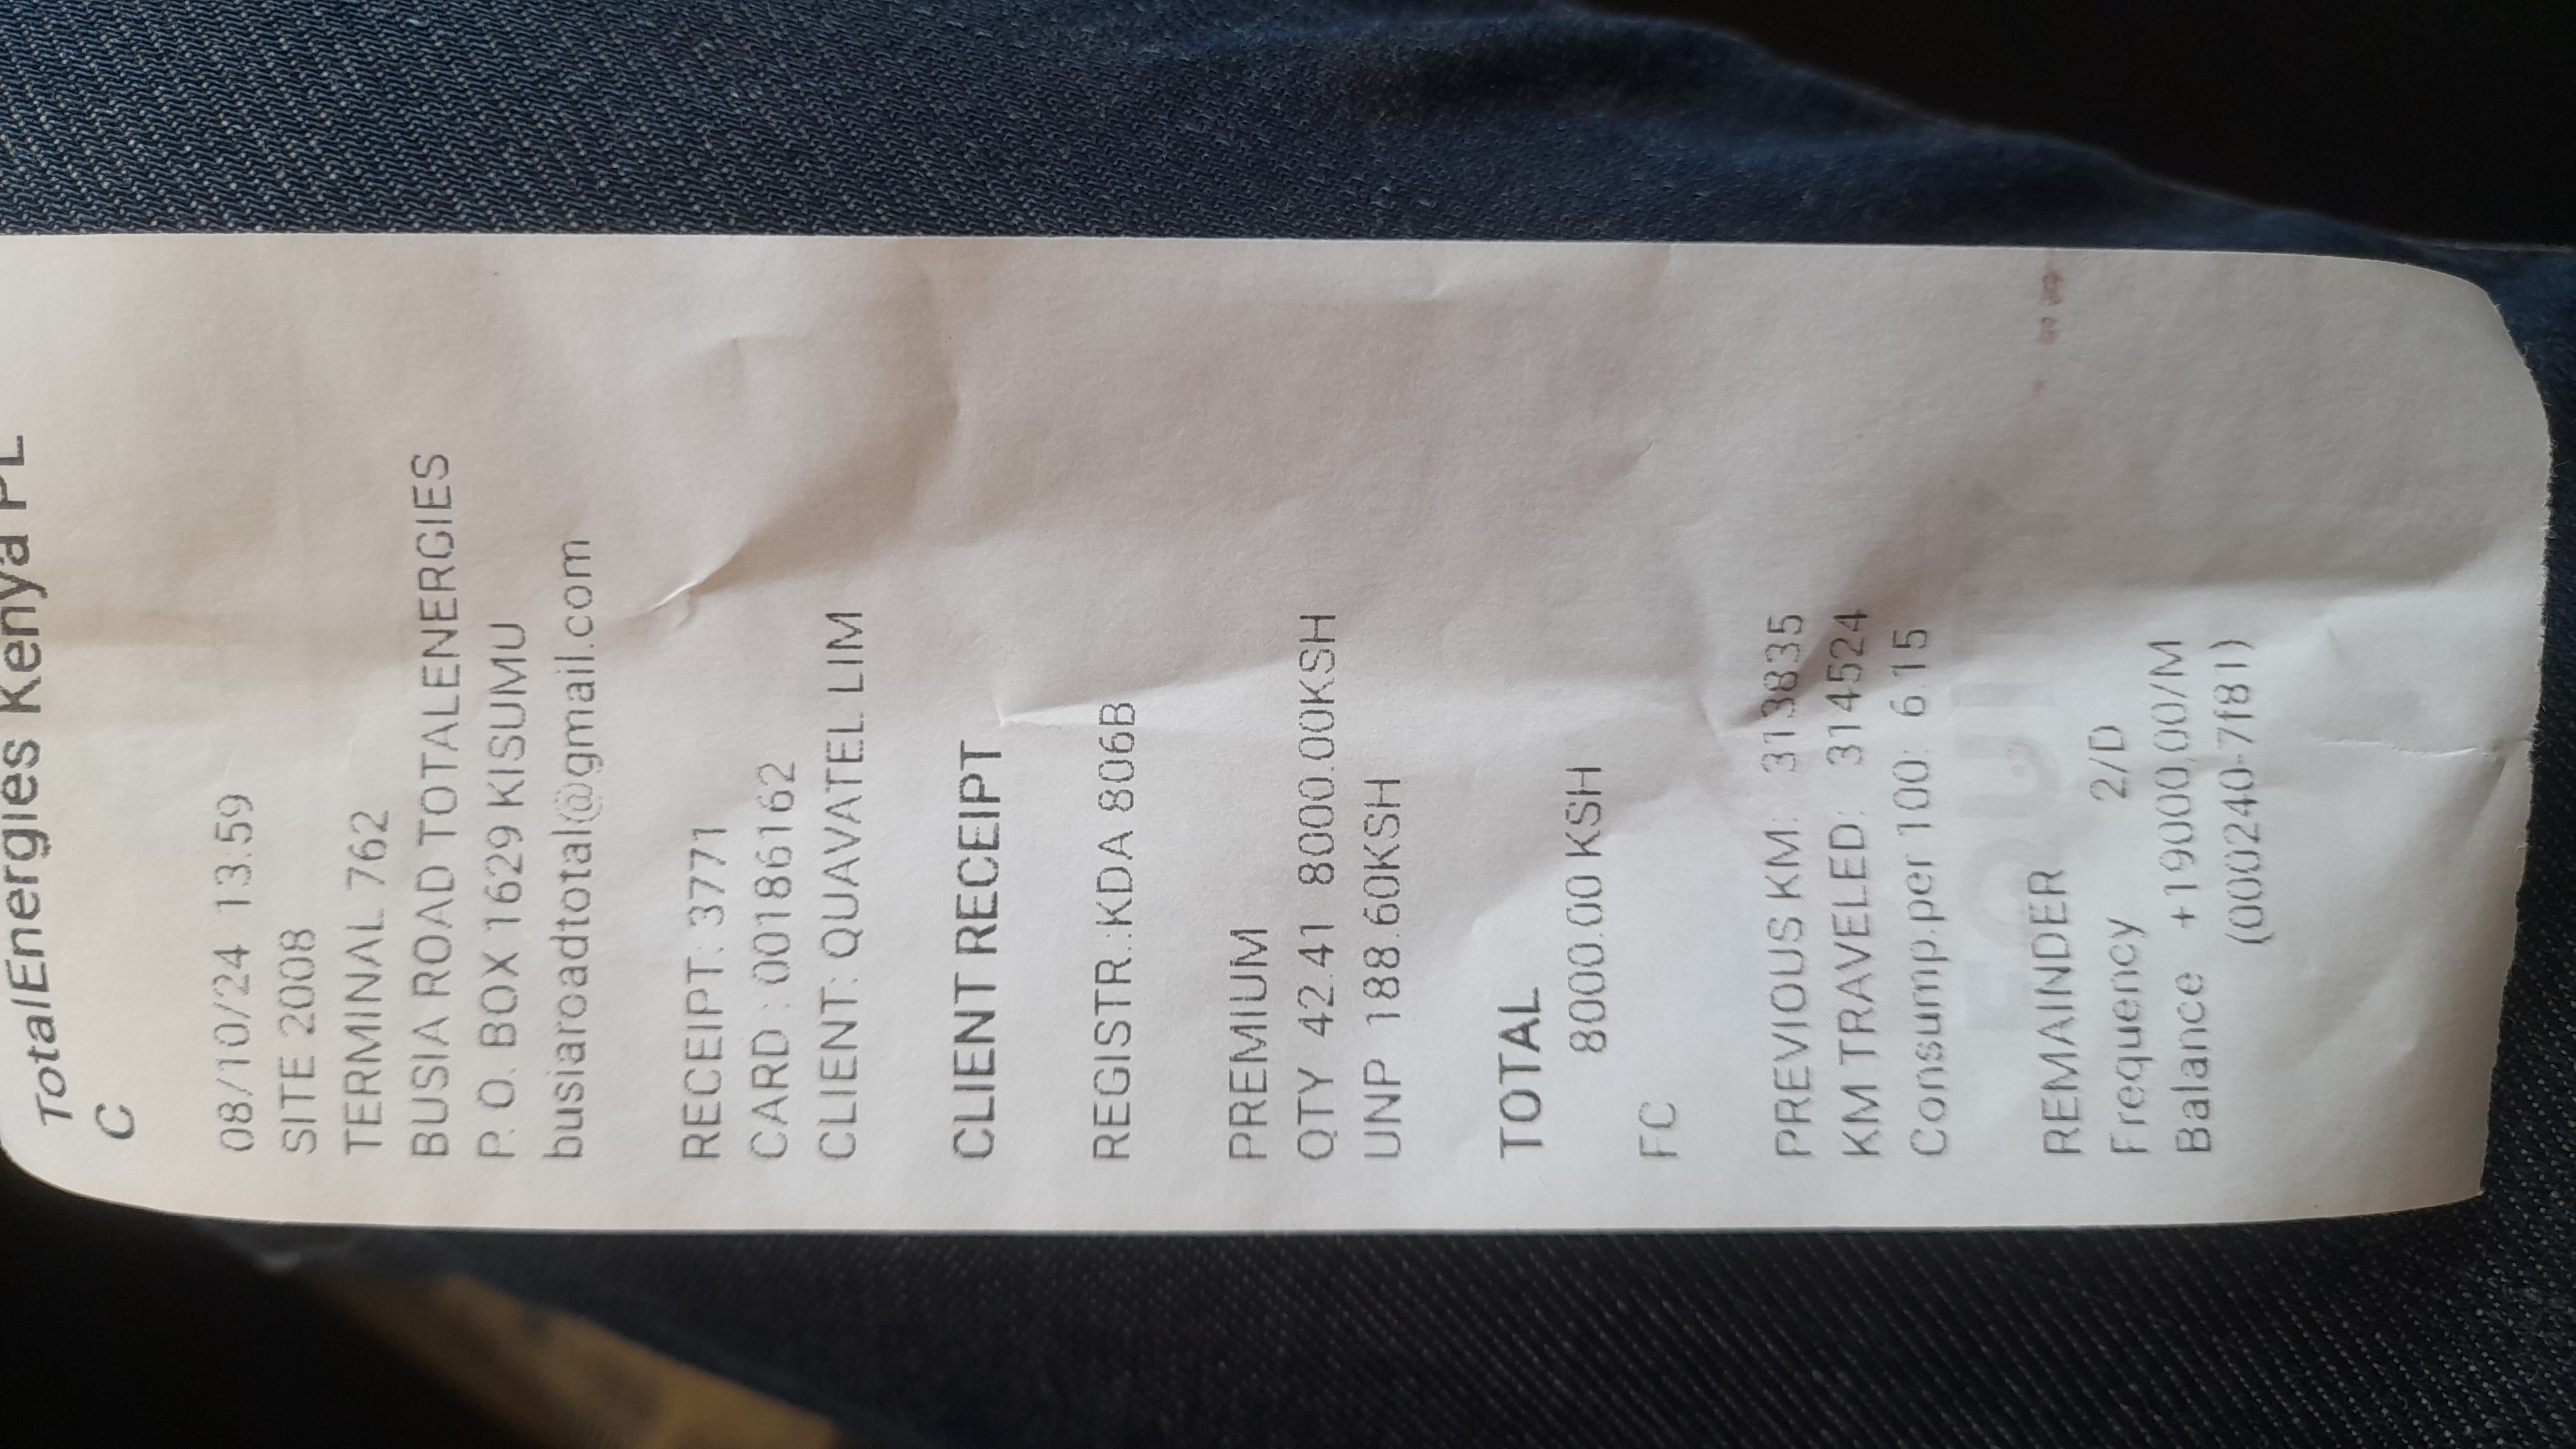 TotalEnergies Kenya PL
C
08/10/24 13:59
SITE 2008
TERMINAL 762
BUSIA ROAD TOTALENERGIES
P. O. BOX 1629 KISUMU
busiaroadtotal@gmail.com
RECEIPT: 3771
CARD : 00186162
CLIENT: QUAVATEL LIM
CLIENT RECEIPT
REGISTR.:KDA 806B
PREMIUM
QTY 42.41 8000.00KSH
UNP 188.60KSH
TOTAL
8000.00 KSH
FC
PREVIOUS KM: 313835
KM TRAVELED: 314524
Consump.per 100: 6.15
REMAINDER
Frequency 2/D
Balance +19000,00/M
(000240-7f81)